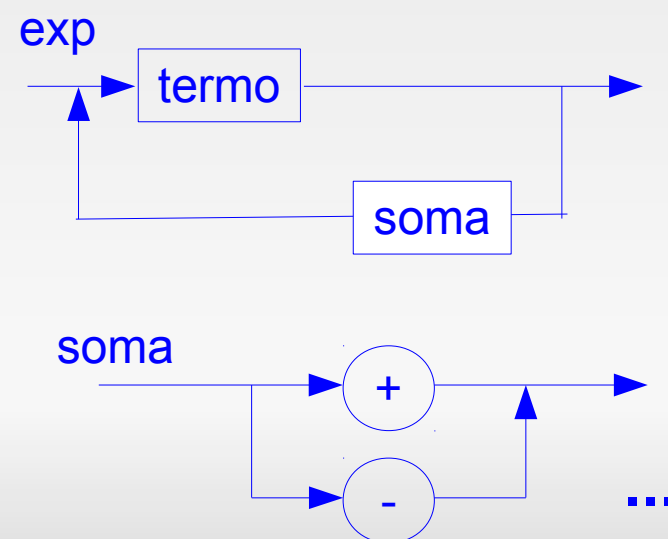 exp
termo
soma
soma
+
-
....